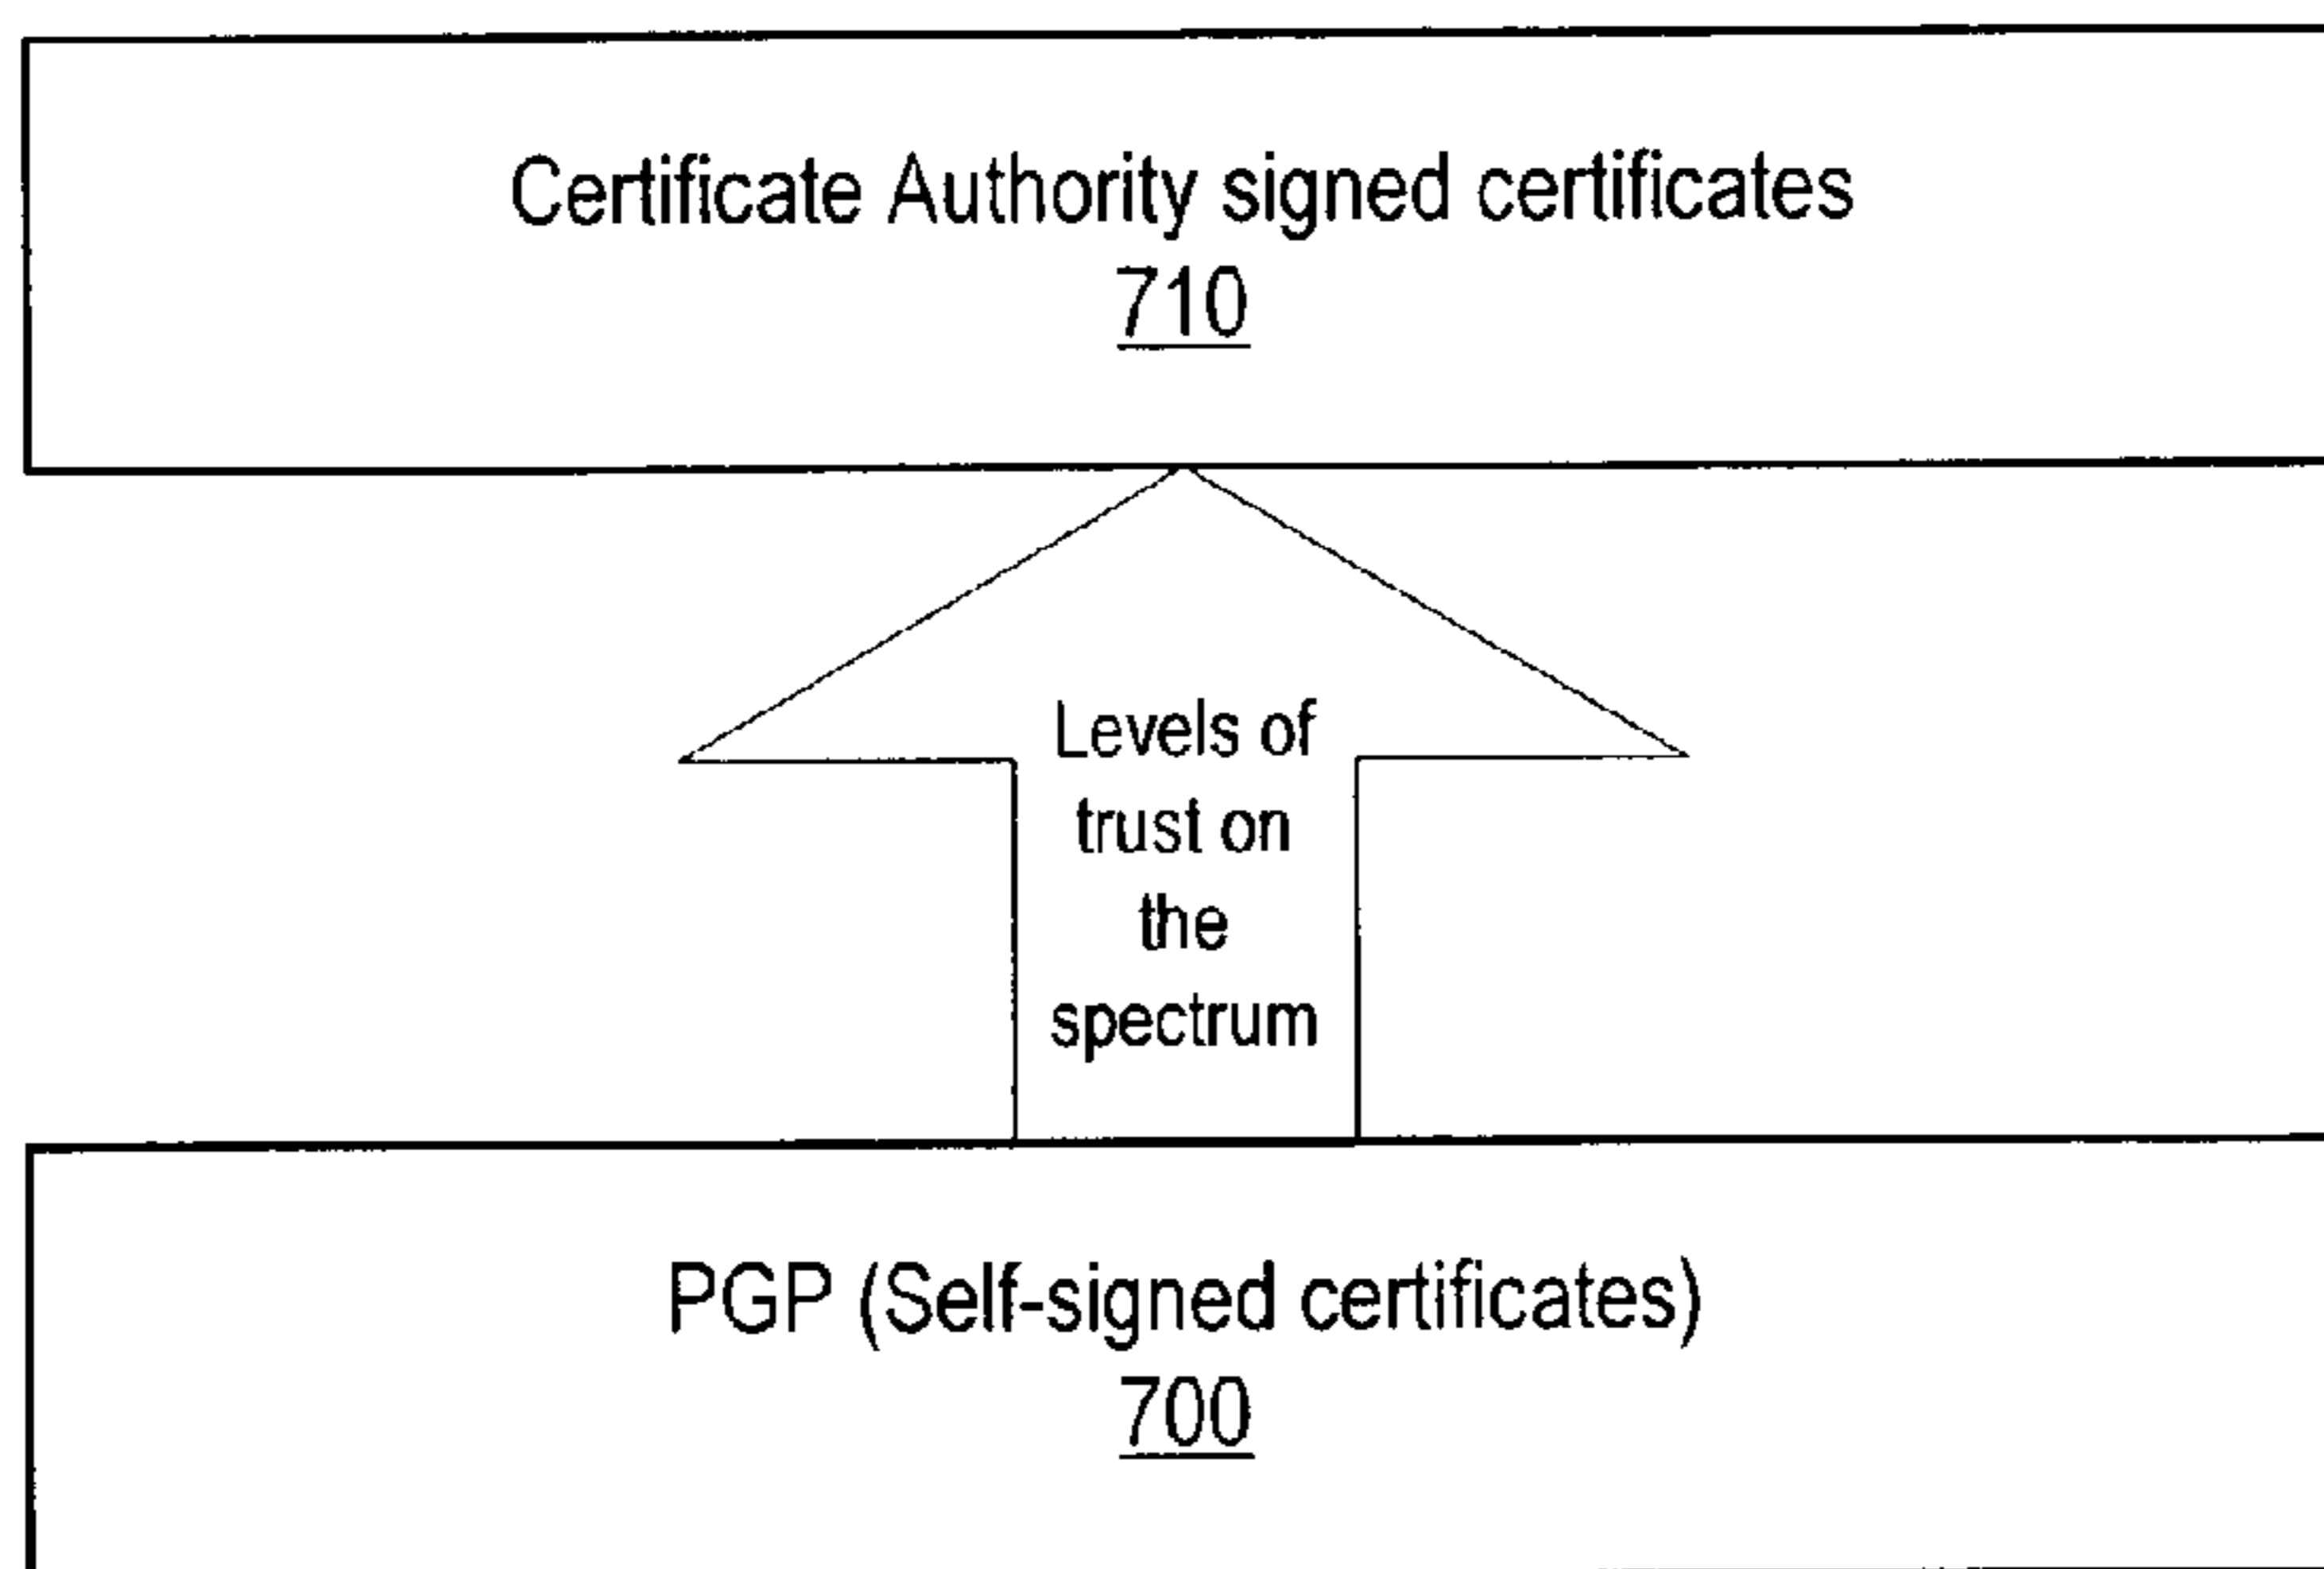 Certificate Authority signed certificates
710
Levels of
trust on
the
spectrum
PGP (Self-signed certificates)
700